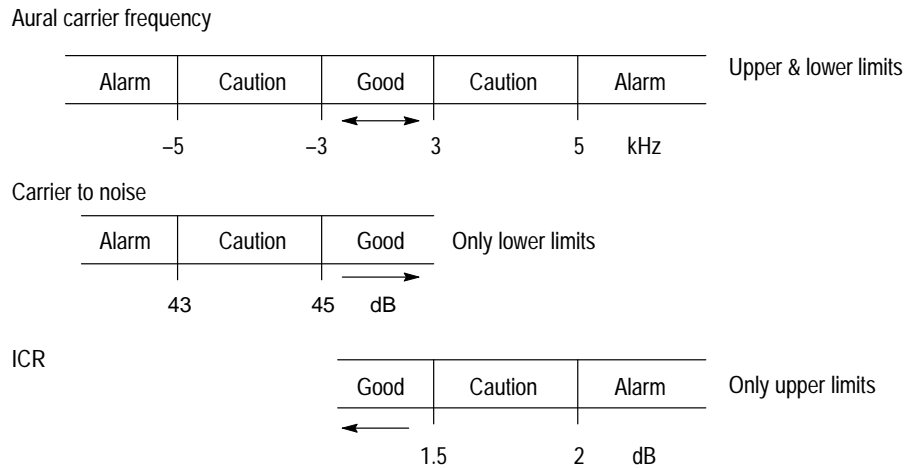 Aural carrier frequency
Alarm Caution Good Caution Alarm Upper & lower limits
–5 –3 3 5 kHz
Carrier to noise
Alarm Caution Good Only lower limits
43 45 dB
ICR
Good Caution Alarm Only upper limits
1.5 2 dB